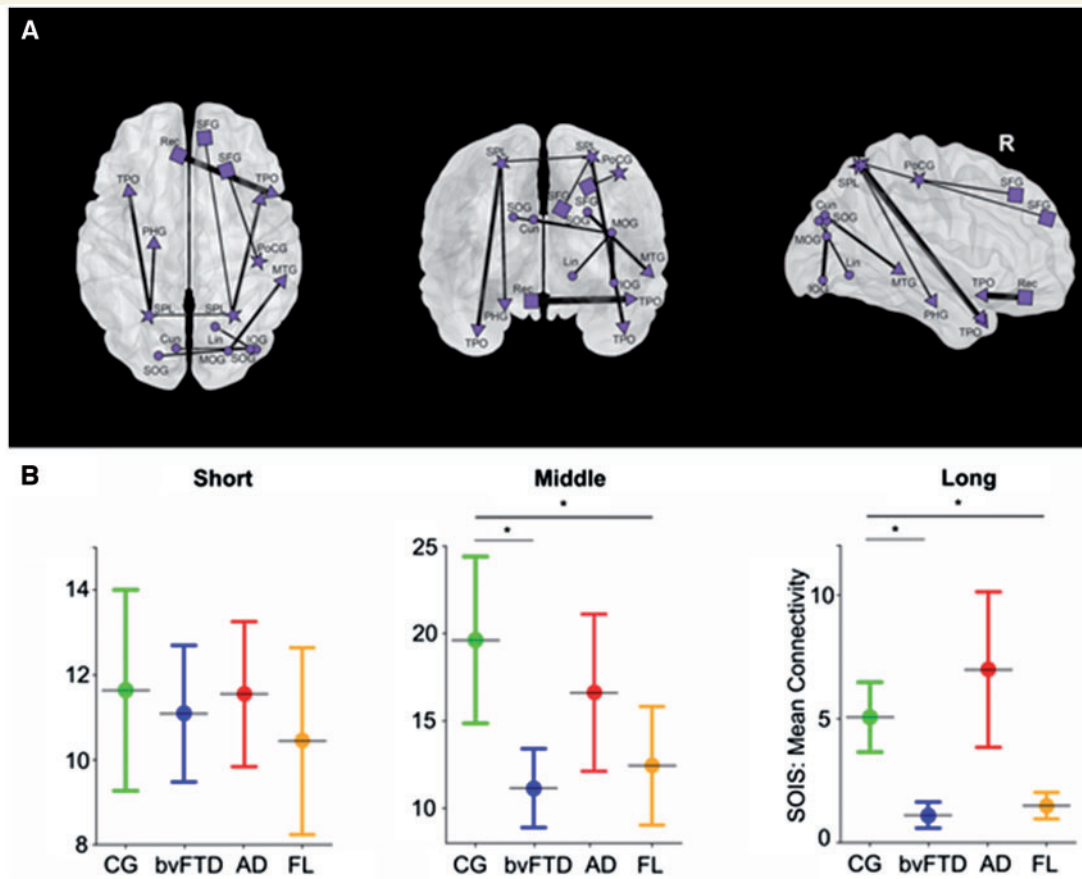 A
R
SFG
Rec
SFG
TPO
TPO
PHG
PoCG
MTG
SPL
SPL
Cun
Lin
IOG
SOG
MOG
SOG
SPL
SPL
PoCG
SOG
SFG
SFG
Cun
SOG
MOG
Lin
MTG
IOG
Rec
PHG
TPO
TPO
TPO
SPL
PoCG
SFG
SFG
Cun
SOG
MOG
Lin
IOG
MTG
PHG
TPO
Rec
TPO
B
Short
Middle
Long
* *
* *
14
12
10
8
CG bvFTD AD FL
25
20
15
10
CG bvFTD AD FL
SOIS: Mean Connectivity
10
5
0
CG bvFTD AD FL